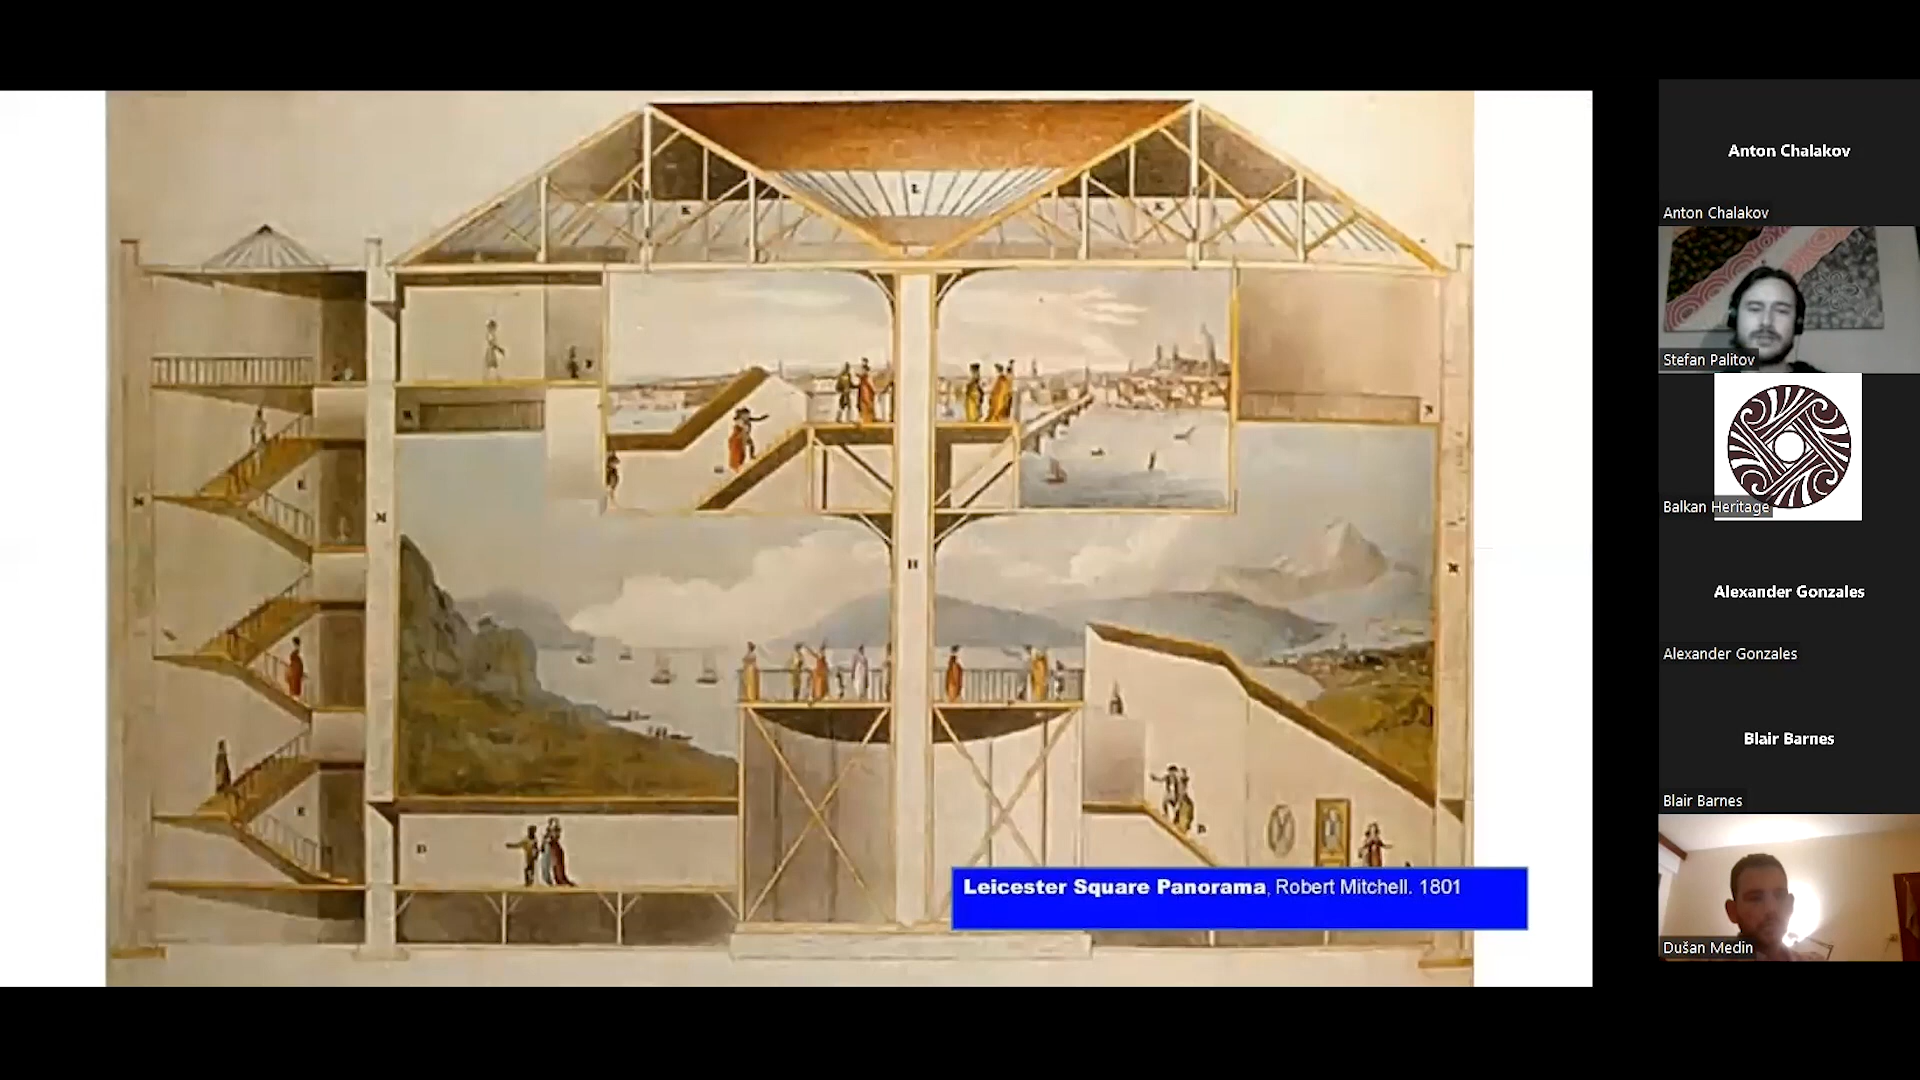 L
K
K
F
R
N
E
M
M
H
M
E
D
B
Leicester Square Panorama, Robert Mitchell. 1801
Anton Chalakov
Anton Chalakov
Stefan Palitov
Balkan Heritage
Alexander Gonzales
Alexander Gonzales
Blair Barnes
Blair Barnes
Dušan Medin